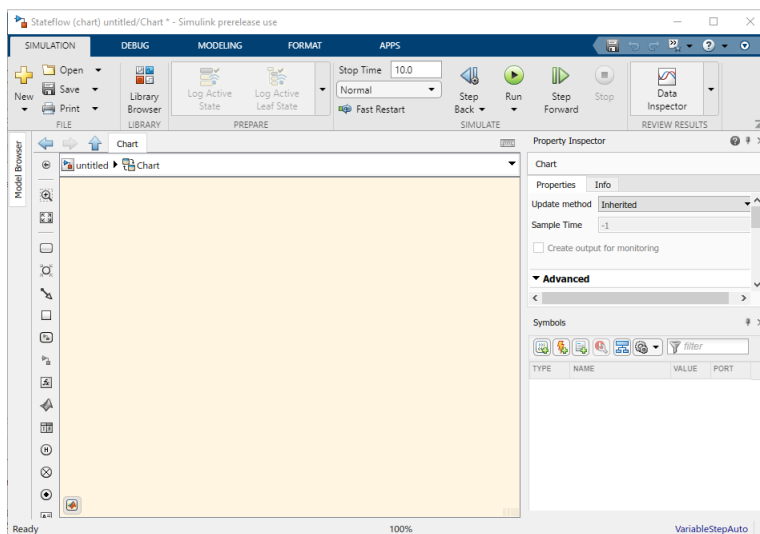 Stateflow (chart) untitled/Chart * - Simulink prerelease use
SIMULATION DEBUG MODELING FORMAT APPS
New
Open
Save
Print
FILE
Library
Browser
LIBRARY
Log Active
State
Log Active
Leaf State
PREPARE
Stop Time 10.0
Normal
Fast Restart
Step
Back
Run
Step
Forward
Stop
SIMULATE
Data
Inspector
REVIEW RESULTS
Model Browser
Chart
untitled Chart
Property Inspector
Chart
Properties Info
Update method Inherited
Sample Time -1
Create output for monitoring
Advanced
Symbols
filter
TYPE NAME VALUE PORT
Ready 100% VariableStepAuto